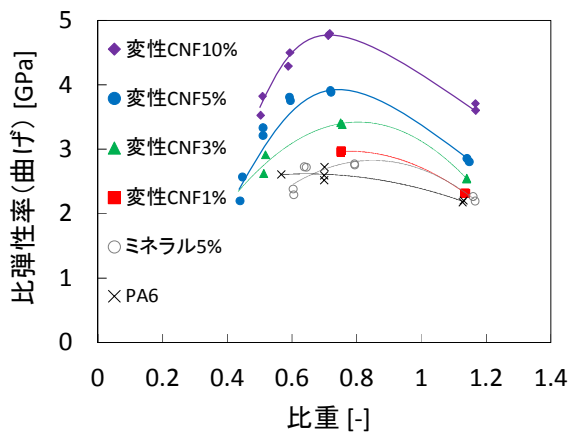 比弾性率(曲げ) [GPa]
5
4
3
2
1
0
変性CNF10%
変性CNF5%
変性CNF3%
変性CNF1%
ミネラル5%
PA6
0 0.2 0.4 0.6 0.8 1 1.2 1.4
比重 [-]